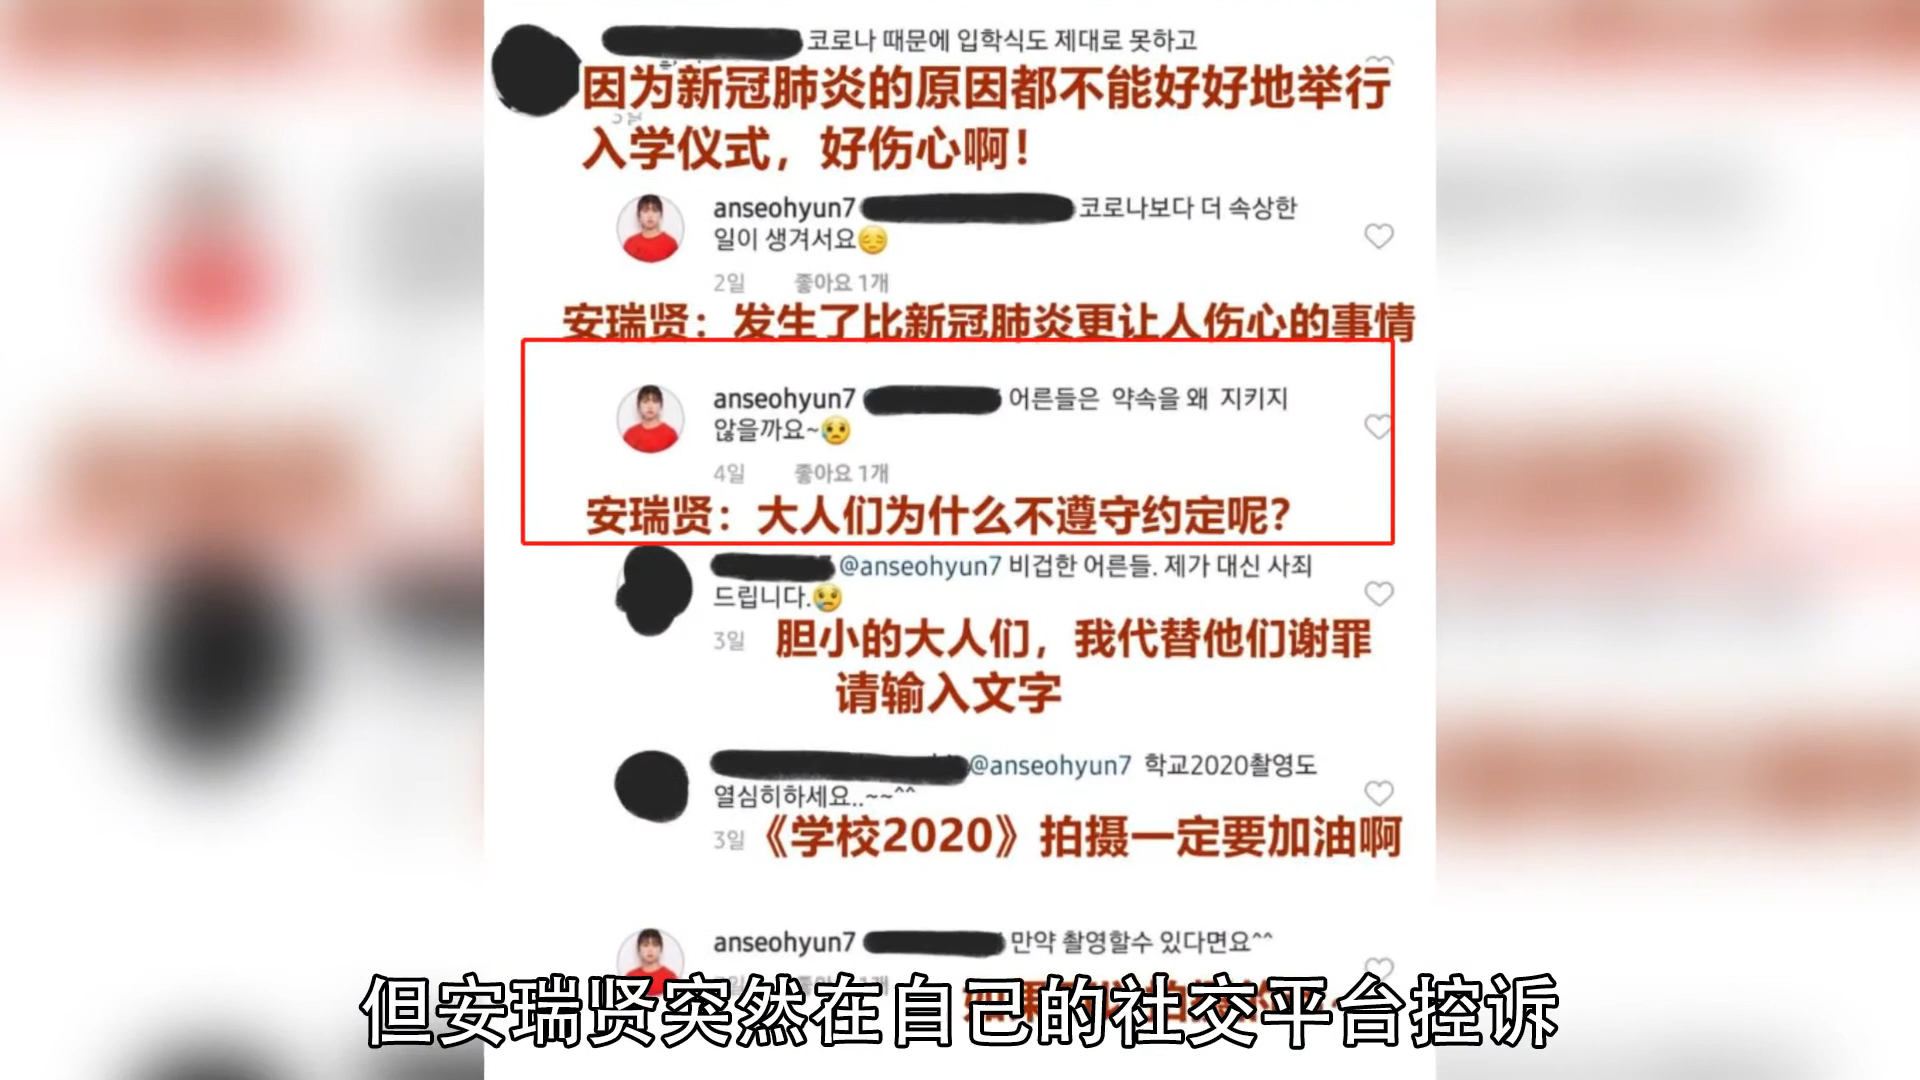 코로나 때문에 입학식도 제대로 못하고
因为新冠肺炎的原因都不能好好地举行
入学仪式，好伤心啊！
anseohyun7 코로나보다 더 속상한
일이 생겨서요😔
2일 좋아요 1개
安瑞贤：发生了比新冠肺炎更让人伤心的事情
anseohyun7 어른들은 약속을 왜 지키지
않을까요~😥
4일 좋아요 1개
安瑞贤：大人们为什么不遵守约定呢？
@anseohyun7 비겁한 어른들. 제가 대신 사죄
드립니다.😢
3일 胆小的大人们，我代替他们谢罪
请输入文字
@anseohyun7 학교2020촬영도
열심히하세요..~~^^
3일 《学校2020》拍摄一定要加油啊
anseohyun7 만약 촬영할수 있다면요^^
但安瑞贤突然在自己的社交平台控诉